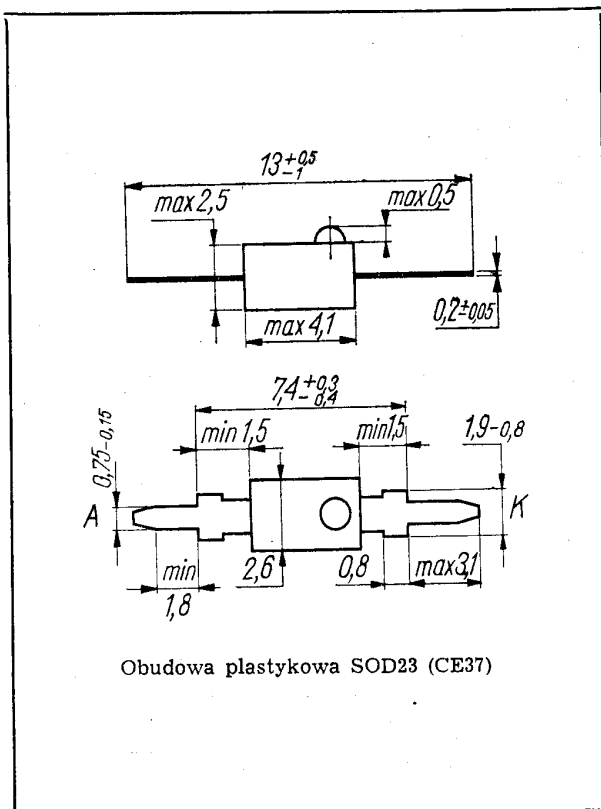 13 +0,5 -1
max 2,5
max 0,5
max 4,1
0,2±0,05
7,4 +0,3 -0,4
min 1,5
min 1,5
0,75-0,15
1,9-0,8
A
K
min 1,8
2,6
0,8
max 3,1
Obudowa plastykowa SOD23 (CE37)